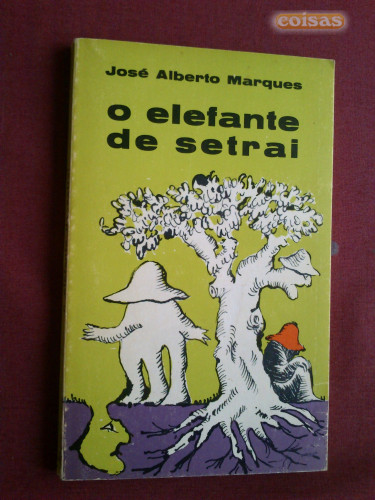 coisas
José Alberto Marques
o elefante
de setrai